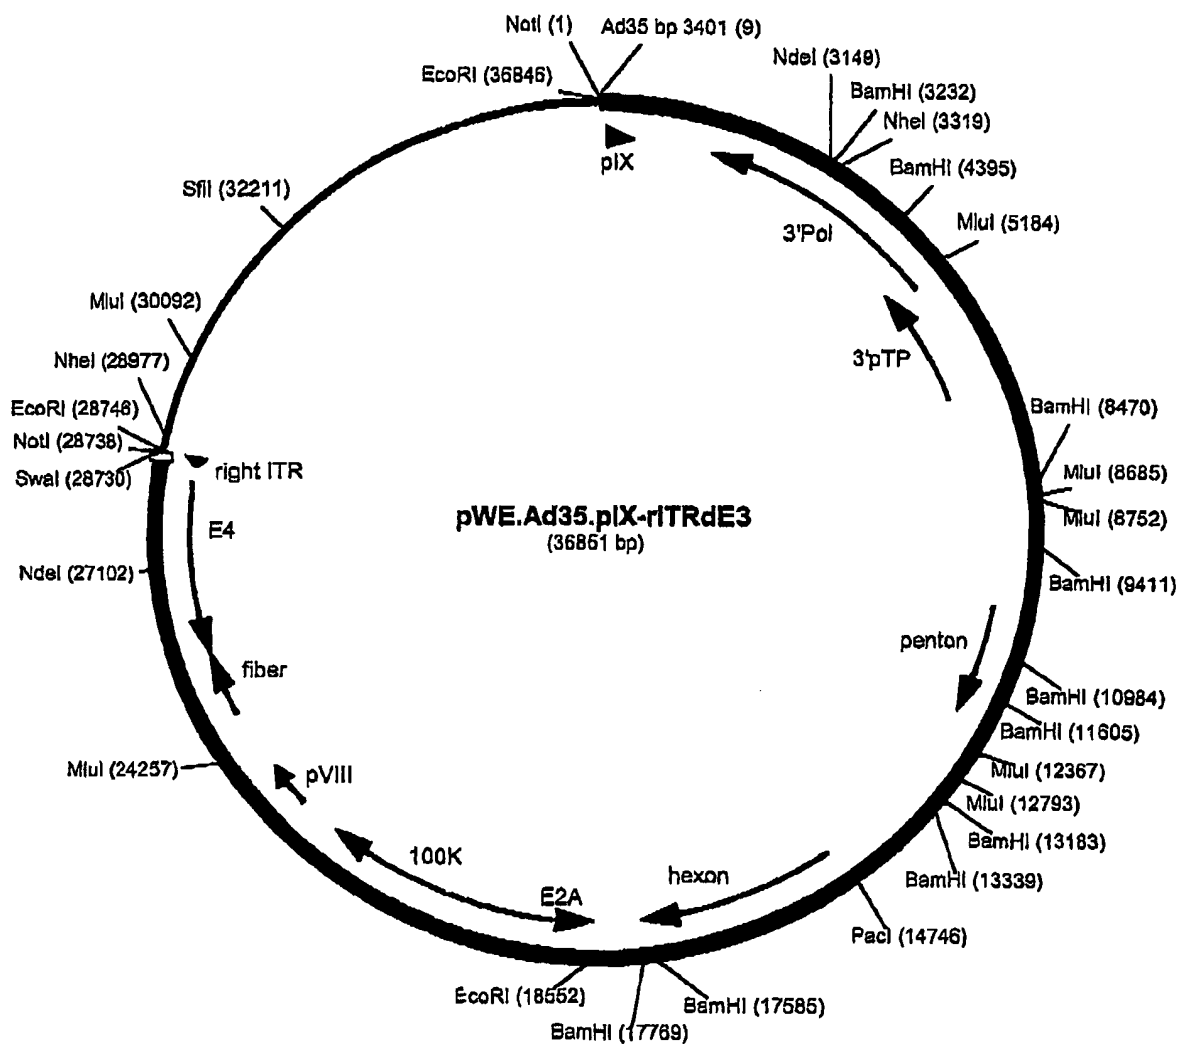 NotI (1)
Ad35 bp 3401 (9)
EcoRI (36846)
NdeI (3149)
BamHI (3232)
NheI (3319)
BamHI (4395)
MluI (5184)
pIX
3'Pol
3'pTP
SfiI (32211)
MluI (30092)
NheI (28977)
EcoRI (28746)
NotI (28738)
SwaI (28730)
right ITR
E4
NdeI (27102)
fiber
MluI (24257)
pVIII
100K
E2A
hexon
penton
pWE.Ad35.pIX-rITRdE3
(36851 bp)
BamHI (8470)
MluI (8685)
MluI (8752)
BamHI (9411)
BamHI (10984)
BamHI (11605)
MluI (12367)
MluI (12793)
BamHI (13183)
BamHI (13339)
PacI (14746)
BamHI (17585)
BamHI (17769)
EcoRI (18552)